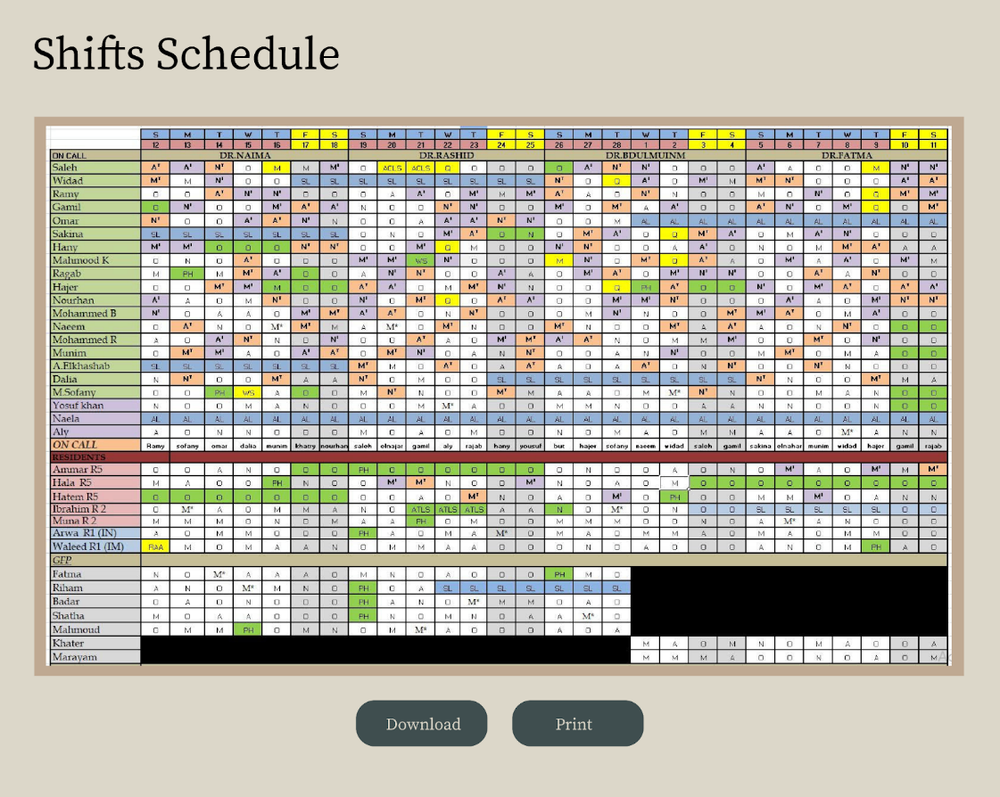 Shifts Schedule
S M T W T F S S M T W T F S S M T W T F S S M T W T F S
12 13 14 15 16 17 18 19 20 21 22 23 24 25 26 27 28 1 2 3 4 5 6 7 8 9 10 11
ON CALL DR.NAIMA DR.RASHID DR.BDULMUINM DR.FATMA
Saleh A' A' N' O M M M' O ACLS ACLS Q O O O O A' N' A' O O O A' A O O M N' N'
Widad M' M N' O O SL SL SL SL SL SL SL SL SL N' O Q A' O M' M M' N' O O O A' A'
Ramy O O A' N' N' O O O A A' O M' M M' A' A O N' N O O M O N' O Q M' M'
Gamil O N' O O M' A' A' N O O N' N' O O M' O M' A A' O O A' N' O M' Q O M'
Omar N' O O A' A' N' N O O A A' A' N' N' O O M AL AL AL AL AL AL AL AL AL AL AL
Sakina SL SL SL SL SL SL SL O N O M' A' O N O M' A' O Q M' A' O M' A' N' O O O
Hany M' M' O O O N' N' O O M' Q M O O N' N' O O A A' O N O M M' A' A A
Mahmood K O N O A' O O O M' M' WS N' O O O M N' O M' Q A' A O M' A M' A' O O
Ragab M PH O M' A' O O A N' N' O O A' A O M' A' O M' N' N' O O A' A N' O O
Hajer O O M' M' M O O A' A' O M M' N' N O O Q PH A' O O N' O M' A' O A' A'
Nourhan A' A O M N' O O O N' M' Q O A' A' O O M' M' N' O O O A' A O M' N' N'
Mohammed B N' O A A O M' M' A' A' O N N' O O O M N' N O O M' M' A' O M A' O O
Naeem O A' N O M* M' M A M* O M' O N O M' N O O M' A A' A O N N' O O O
Mohammed R A O A' N' N O N' O O A' A O M' M' A' A' N O M M M' O O M' O N' O O
Munim O M' M' A O A' A' O M' N' O A N N' O O O A N' O O M M' O M A O O
A.Elkhashab SL SL SL SL SL SL SL M' O O A' O A A' O M A A' O N A' O O N' N O O O
Dalia N N' O O M' A A N' O M O O SL SL SL SL SL SL SL SL SL N' N O O M' M A
M.Sofany O O PH WS A O O M N' N O O M' M A A O M M* N' N O O M A N O O
Yosuf khan N O O M A N O O O M M* A O O M M N O O A A N O O M A N O
Naela AL AL AL AL AL AL AL AL AL AL AL AL AL AL AL AL AL AL AL AL AL AL AL AL AL AL AL AL
Aly A O N N O O O M O A O M O O O N N A O M M O O A M* O N N
ON CALL Ramy sofany omar dalia munim khatry nourhan saleh elnajar gamil aly rajab hany yousuf but hajer sofany naeem widad saleh gamil sakina elnahar munim widad hajer gamil rajab
RESIDENTS
Ammar R5 O O A N O O O PH O O O O O O O N O O A O N O M' A O M' M M'
Hala R5 M A O O PH N O O M' M' N O O M' O N O O M O O O O O O O O O
Hatem R5 O O O O O O O O O A O M' N O A O M' O PH O O M M M' O A N N
Ibrahim R 2 O M* A O M M A N O ATLS ATLS ATLS A A N O M* O N O O SL SL SL SL SL O O
Muna R 2 M M M O N O M A A PH O M O O O M M O O N O O M* A N O O O
Arwa R1 (IN) A O M M O O O PH A O M A M* O M A O M M O O M A O M M O O
Waleed R1 (IM) RAA M O M A A N O M M A A O O O N O A O O O A N O M PH A O
GFP
Fatma N O M* A A A O M N O A O O O PH M O
Riham A N O M* M N O PH O A SL SL SL SL SL SL SL
Badar O A O N O O O PH A N O M* M M O A O
Shatha M O A A O O O PH N O M N O A A M* O
Mahmoud O M M PH O M N O M M* A O O O A O A
Khater M A O M N O M A O O A
Marayam M M M A O O N O A O M
Download Print